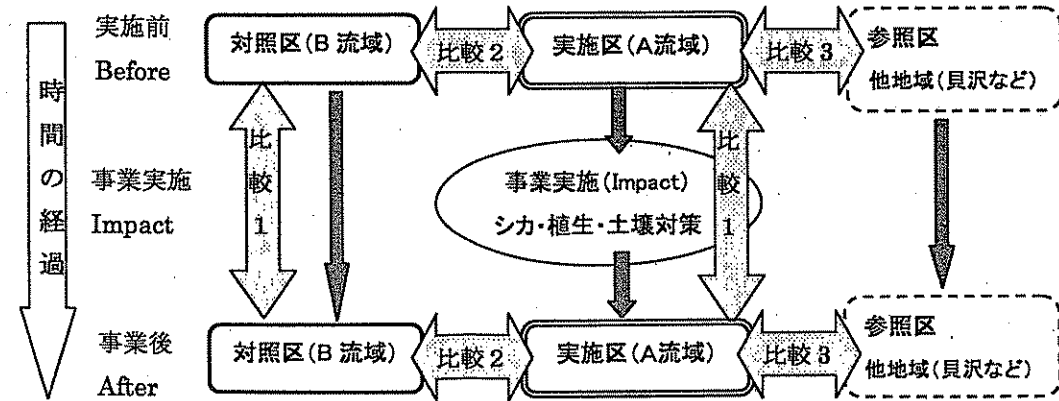 時間の経過
実施前
Before
対照区(B 流域)
比較2
実施区(A流域)
比較3
参照区
他地域(貝沢など)
比較1
事業実施
Impact
事業実施(Impact)
シカ・植生・土壌対策
比較1
事業後
After
対照区(B 流域)
比較2
実施区(A流域)
比較3
参照区
他地域(貝沢など)